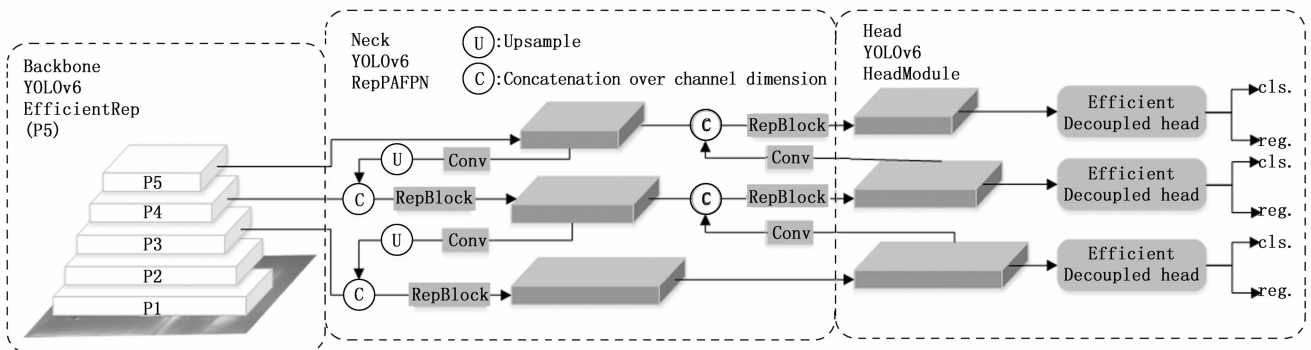 Backbone
YOLOv6
EfficientRep
(P5)
P5
P4
P3
P2
P1
Neck
YOLOv6
RepPAFPN
U :Upsample
C :Concatenation over channel dimension
C
RepBlock
U
Conv
Conv
C
RepBlock
C
RepBlock
U
Conv
Conv
C
RepBlock
Head
YOLOv6
HeadModule
Efficient
Decoupled head
cls.
reg.
Efficient
Decoupled head
cls.
reg.
Efficient
Decoupled head
cls.
reg.